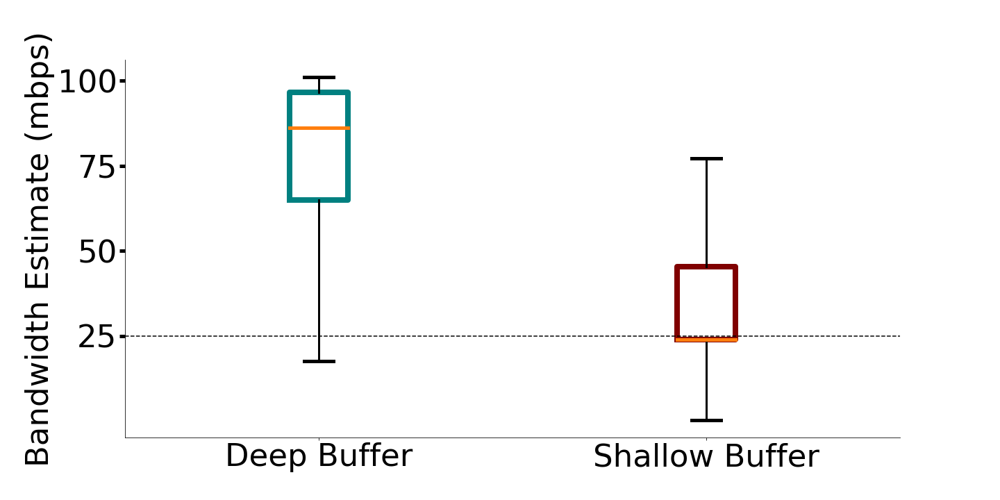 Bandwidth Estimate (mbps)
100
75
50
25
Deep Buffer
Shallow Buffer